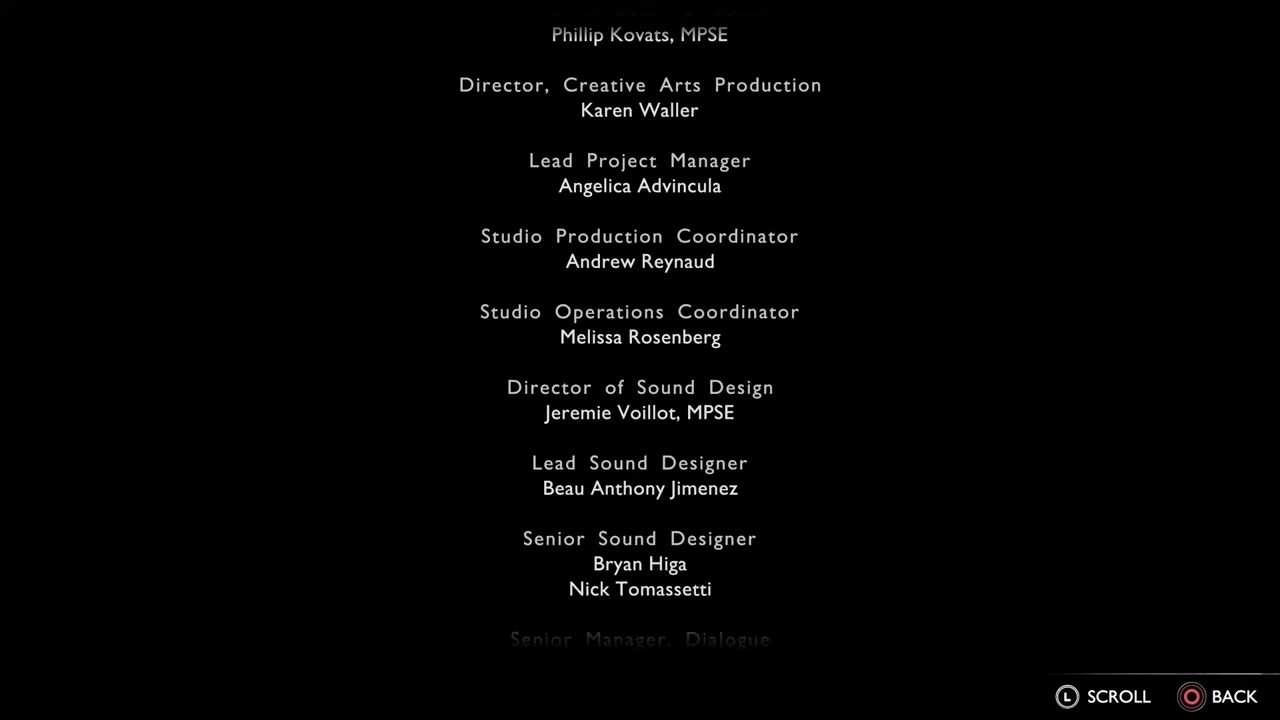 Phillip Kovats, MPSE
Director, Creative Arts Production
Karen Waller
Lead Project Manager
Angelica Advincula
Studio Production Coordinator
Andrew Reynaud
Studio Operations Coordinator
Melissa Rosenberg
Director of Sound Design
Jeremie Voillot, MPSE
Lead Sound Designer
Beau Anthony Jimenez
Senior Sound Designer
Bryan Higa
Nick Tomassetti
Senior Manager, Dialogue
L SCROLL BACK